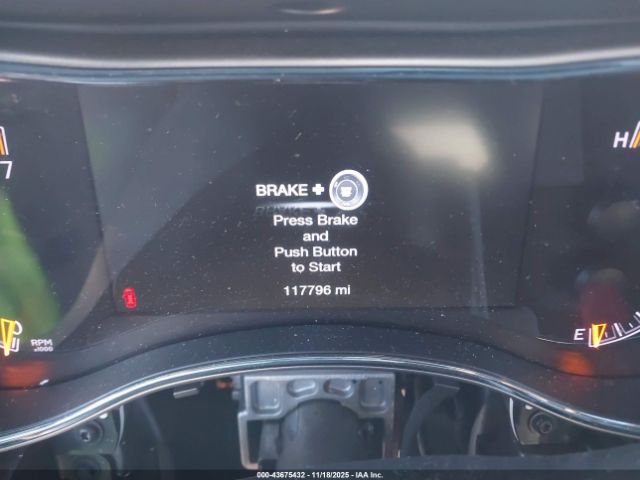 7
H
BRAKE +
Press Brake
and
Push Button
to Start
117796 mi
RPM
x1000
E
000-43675432 - 11/18/2025 - IAA Inc.